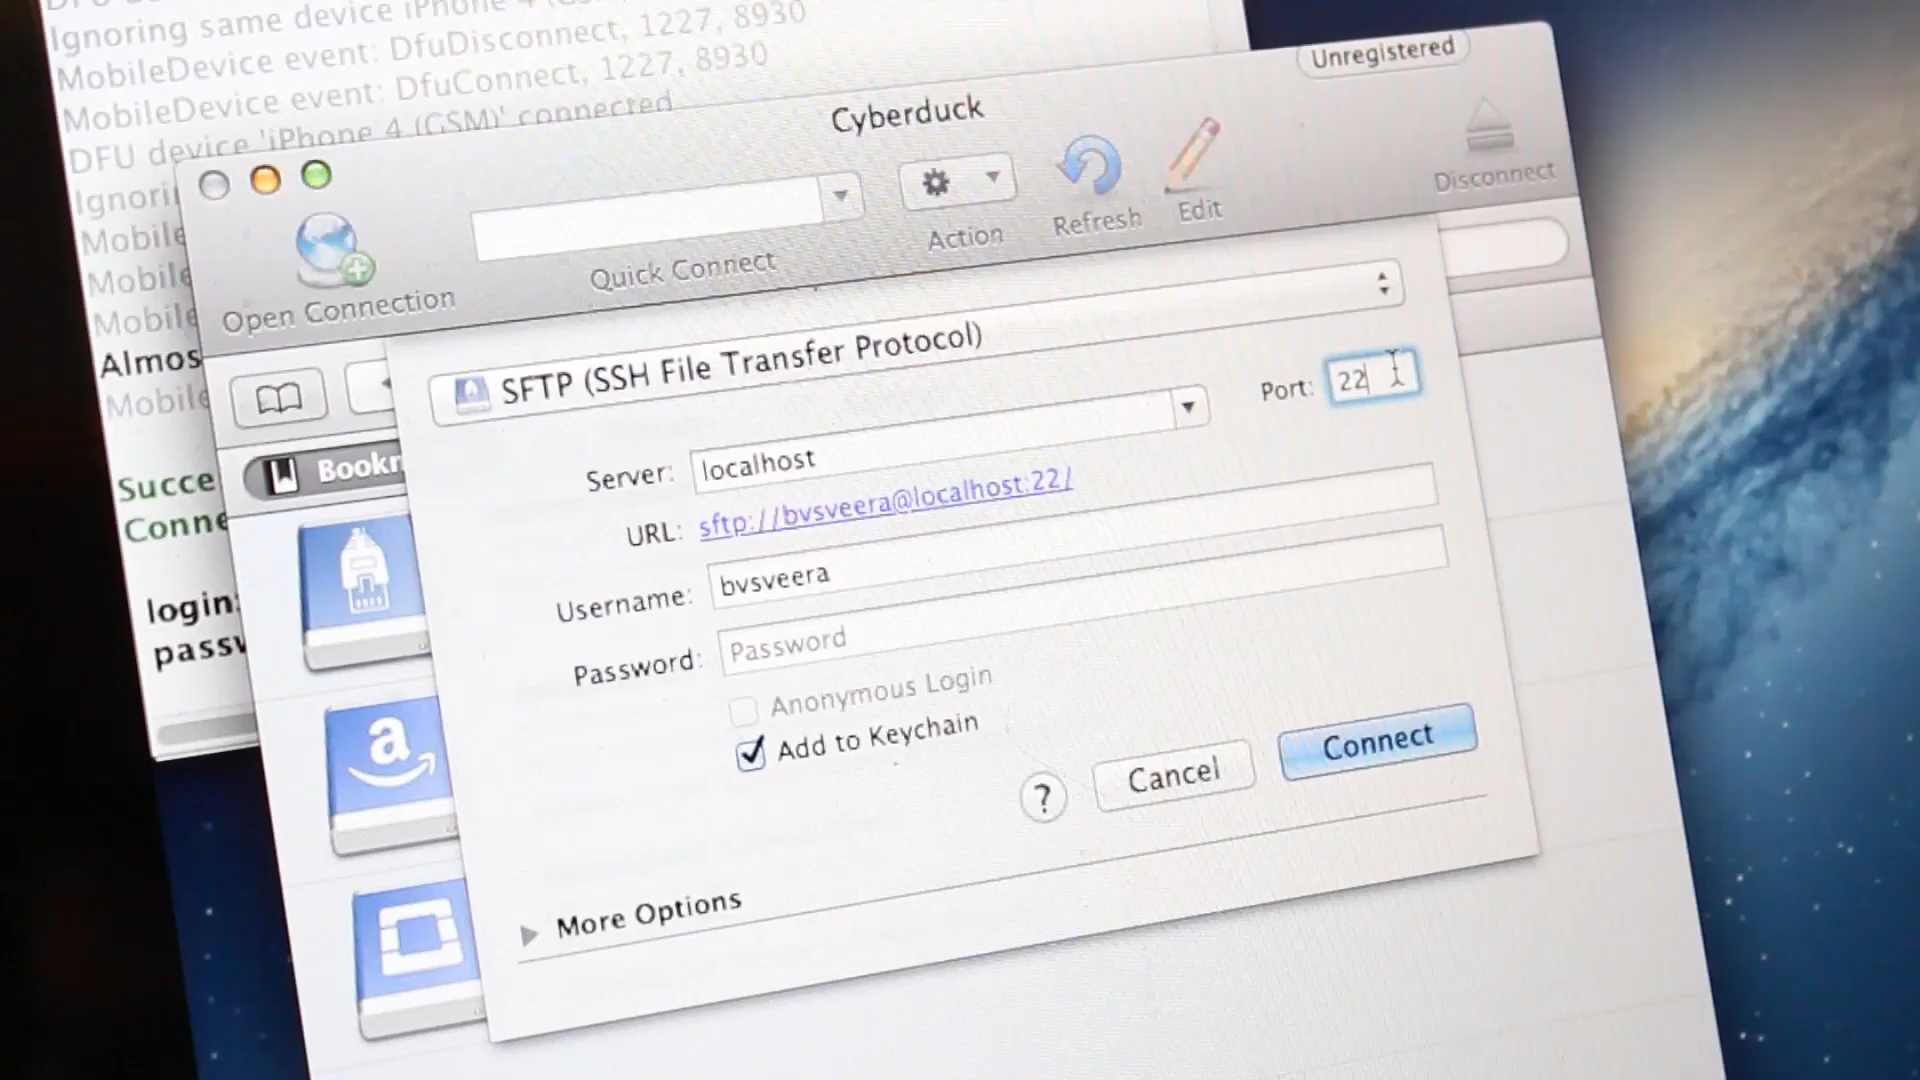 Ignoring same device iPhone 4
MobileDevice event: DfuDisconnect, 1227, 8930
MobileDevice event: DfuConnect, 1227, 8930
DFU device 'iPhone 4 (GSM)' connected
Unregistered
Cyberduck
Open Connection
Quick Connect
Action
Refresh
Edit
Disconnect
SFTP (SSH File Transfer Protocol)
Server: localhost
Port: 22
URL: sftp://bvsveera@localhost:22/
Username: bvsveera
Password: Password
Anonymous Login
Add to Keychain
? Cancel Connect
More Options
Ignori
Mobile
Mobile
Mobile
Almos
Mobile
Succe
Conne
login:
passw
Bookr
a